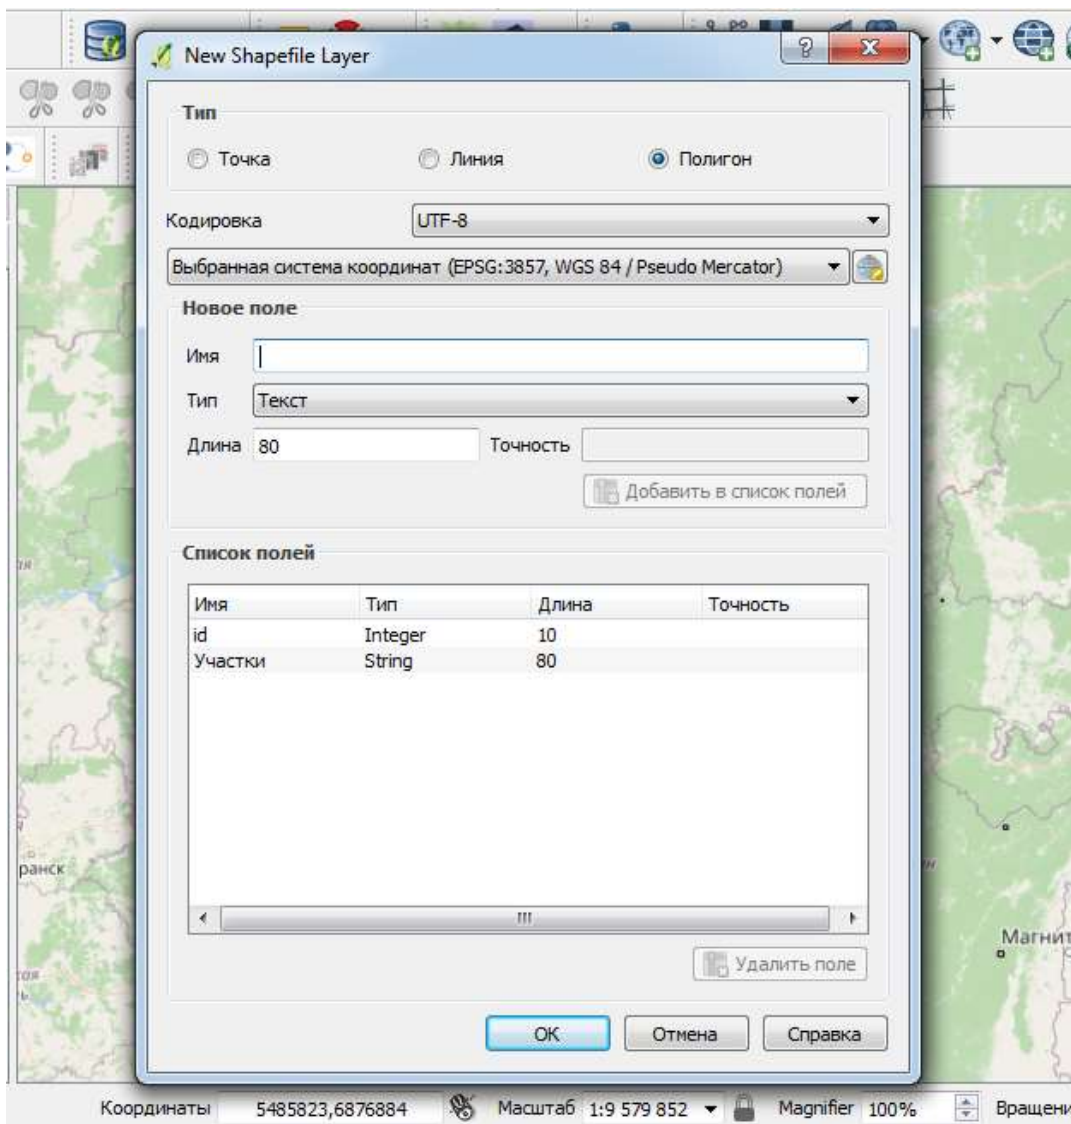 New Shapefile Layer
Тип
Точка Линия Полигон
Кодировка UTF-8
Выбранная система координат (EPSG:3857, WGS 84 / Pseudo Mercator)
Новое поле
Имя
Тип Текст
Длина 80 Точность
Добавить в список полей
Список полей
Имя Тип Длина Точность
id Integer 10
Участки String 80
ранск
Магнит
Удалить поле
OK Отмена Справка
Координаты 5485823,6876884 Масштаб 1:9 579 852 Magnifier 100% Вращени